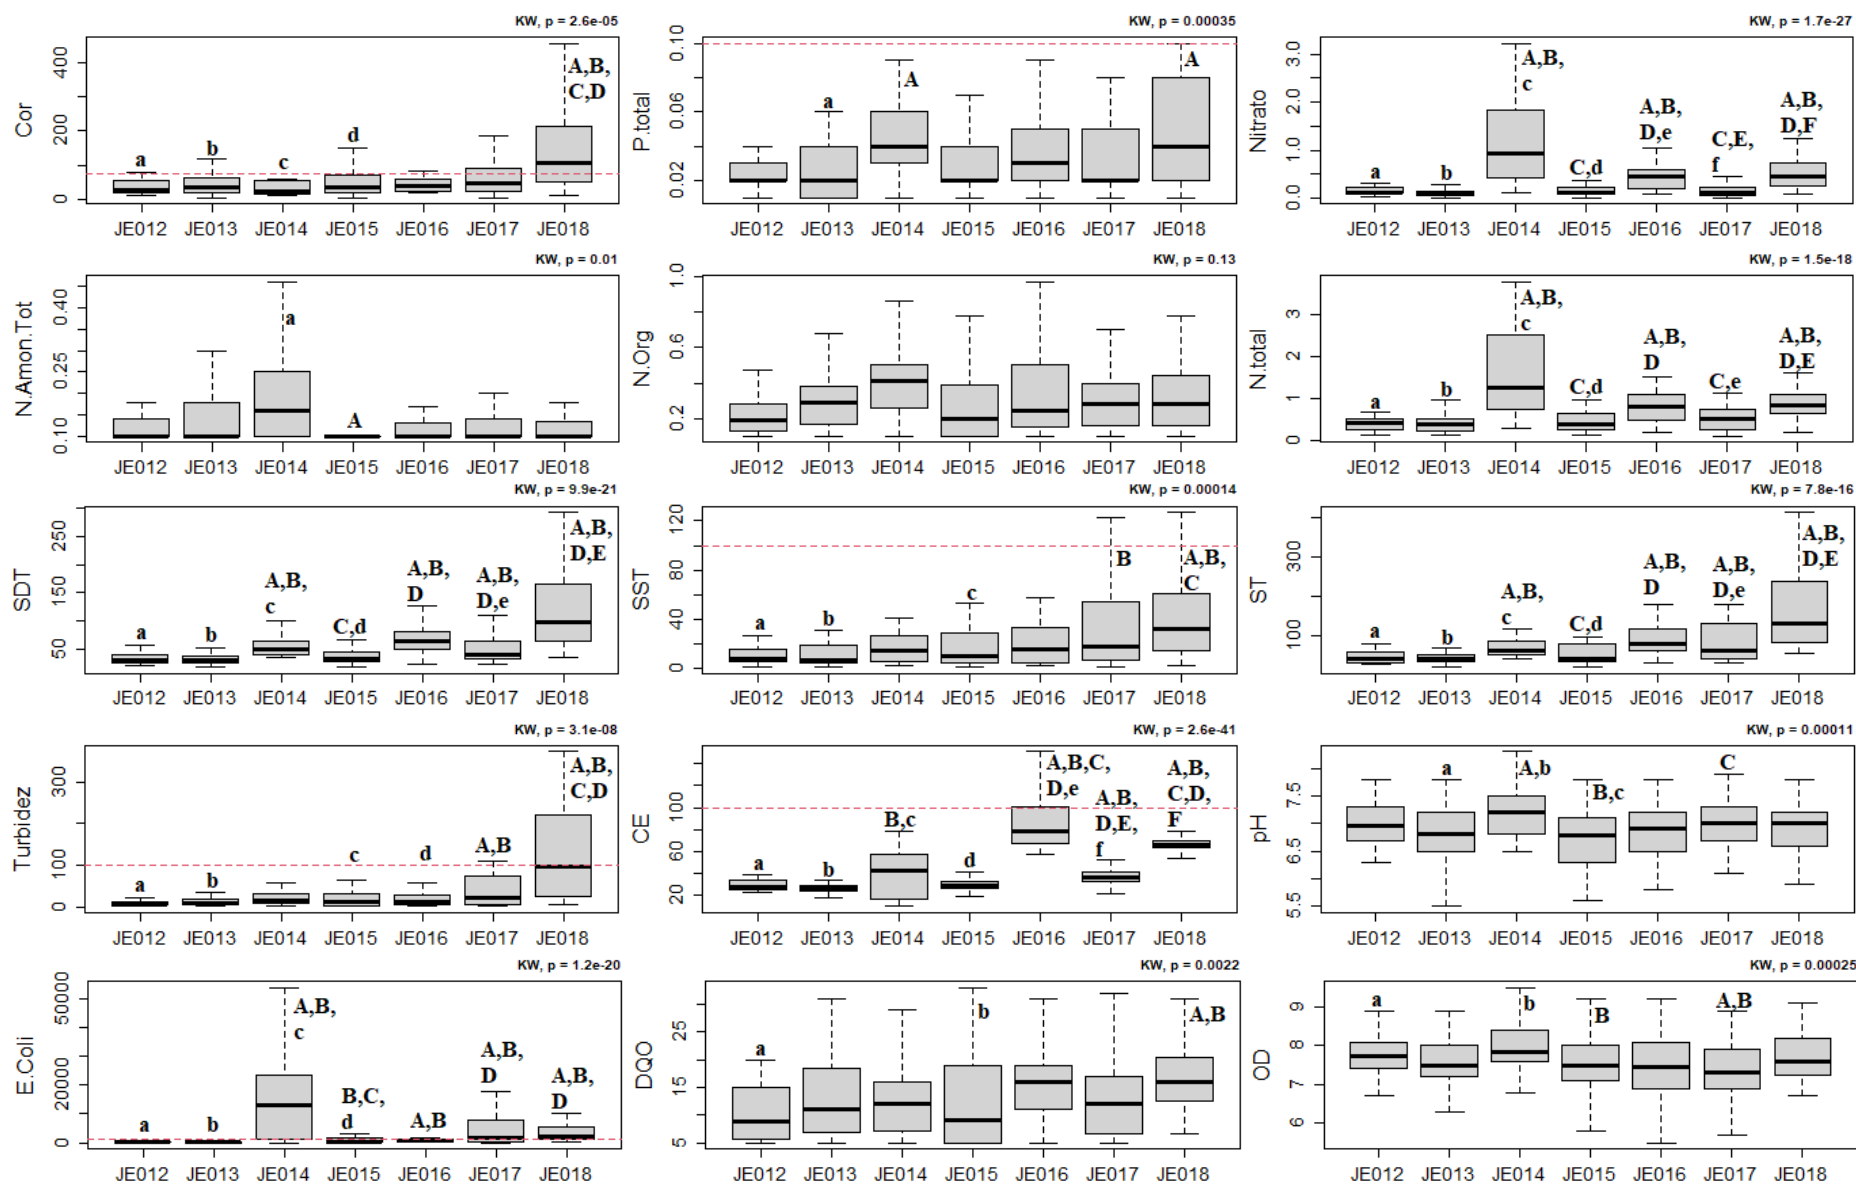 KW, p = 2.6e-05
Cor
400
200
0
a
b
c
d
A,B,
C,D
JE012 JE013 JE014 JE015 JE016 JE017 JE018
KW, p = 0.00035
P.total
0.10
0.06
0.02
a
A
A
JE012 JE013 JE014 JE015 JE016 JE017 JE018
KW, p = 1.7e-27
Nitrato
3.0
2.0
1.0
0.0
a
b
A,B,
c
C,d
A,B,
D,e
C,E,
f
A,B,
D,F
JE012 JE013 JE014 JE015 JE016 JE017 JE018
KW, p = 0.01
N.Amon.Tot
0.40
0.25
0.10
a
A
JE012 JE013 JE014 JE015 JE016 JE017 JE018
KW, p = 0.13
N.Org
1.0
0.6
0.2
JE012 JE013 JE014 JE015 JE016 JE017 JE018
KW, p = 1.5e-18
N.total
3
2
1
0
a
b
A,B,
c
C,d
A,B,
D
C,e
A,B,
D,E
JE012 JE013 JE014 JE015 JE016 JE017 JE018
KW, p = 9.9e-21
SDT
250
150
50
a
b
A,B,
c
C,d
A,B,
D
A,B,
D,e
A,B,
D,E
JE012 JE013 JE014 JE015 JE016 JE017 JE018
KW, p = 0.00014
SST
120
80
40
0
a
b
c
B
A,B,
C
JE012 JE013 JE014 JE015 JE016 JE017 JE018
KW, p = 7.8e-16
ST
300
100
a
b
A,B,
c
C,d
A,B,
D
A,B,
D,e
A,B,
D,E
JE012 JE013 JE014 JE015 JE016 JE017 JE018
KW, p = 3.1e-08
Turbidez
300
100
0
a
b
c
d
A,B
A,B,
C,D
JE012 JE013 JE014 JE015 JE016 JE017 JE018
KW, p = 2.6e-41
CE
100
60
20
a
b
B,c
d
A,B,C,
D,e
A,B,
D,E,
f
A,B,
C,D,
F
JE012 JE013 JE014 JE015 JE016 JE017 JE018
KW, p = 0.00011
pH
7.5
6.5
5.5
a
A,b
B,c
C
JE012 JE013 JE014 JE015 JE016 JE017 JE018
KW, p = 1.2e-20
E.Coli
50000
20000
0
a
b
A,B,
c
B,C,
d
A,B
A,B,
D
A,B,
D
JE012 JE013 JE014 JE015 JE016 JE017 JE018
KW, p = 0.0022
DQO
25
15
5
a
b
A,B
JE012 JE013 JE014 JE015 JE016 JE017 JE018
KW, p = 0.00025
OD
9
8
7
6
a
b
B
A,B
JE012 JE013 JE014 JE015 JE016 JE017 JE018